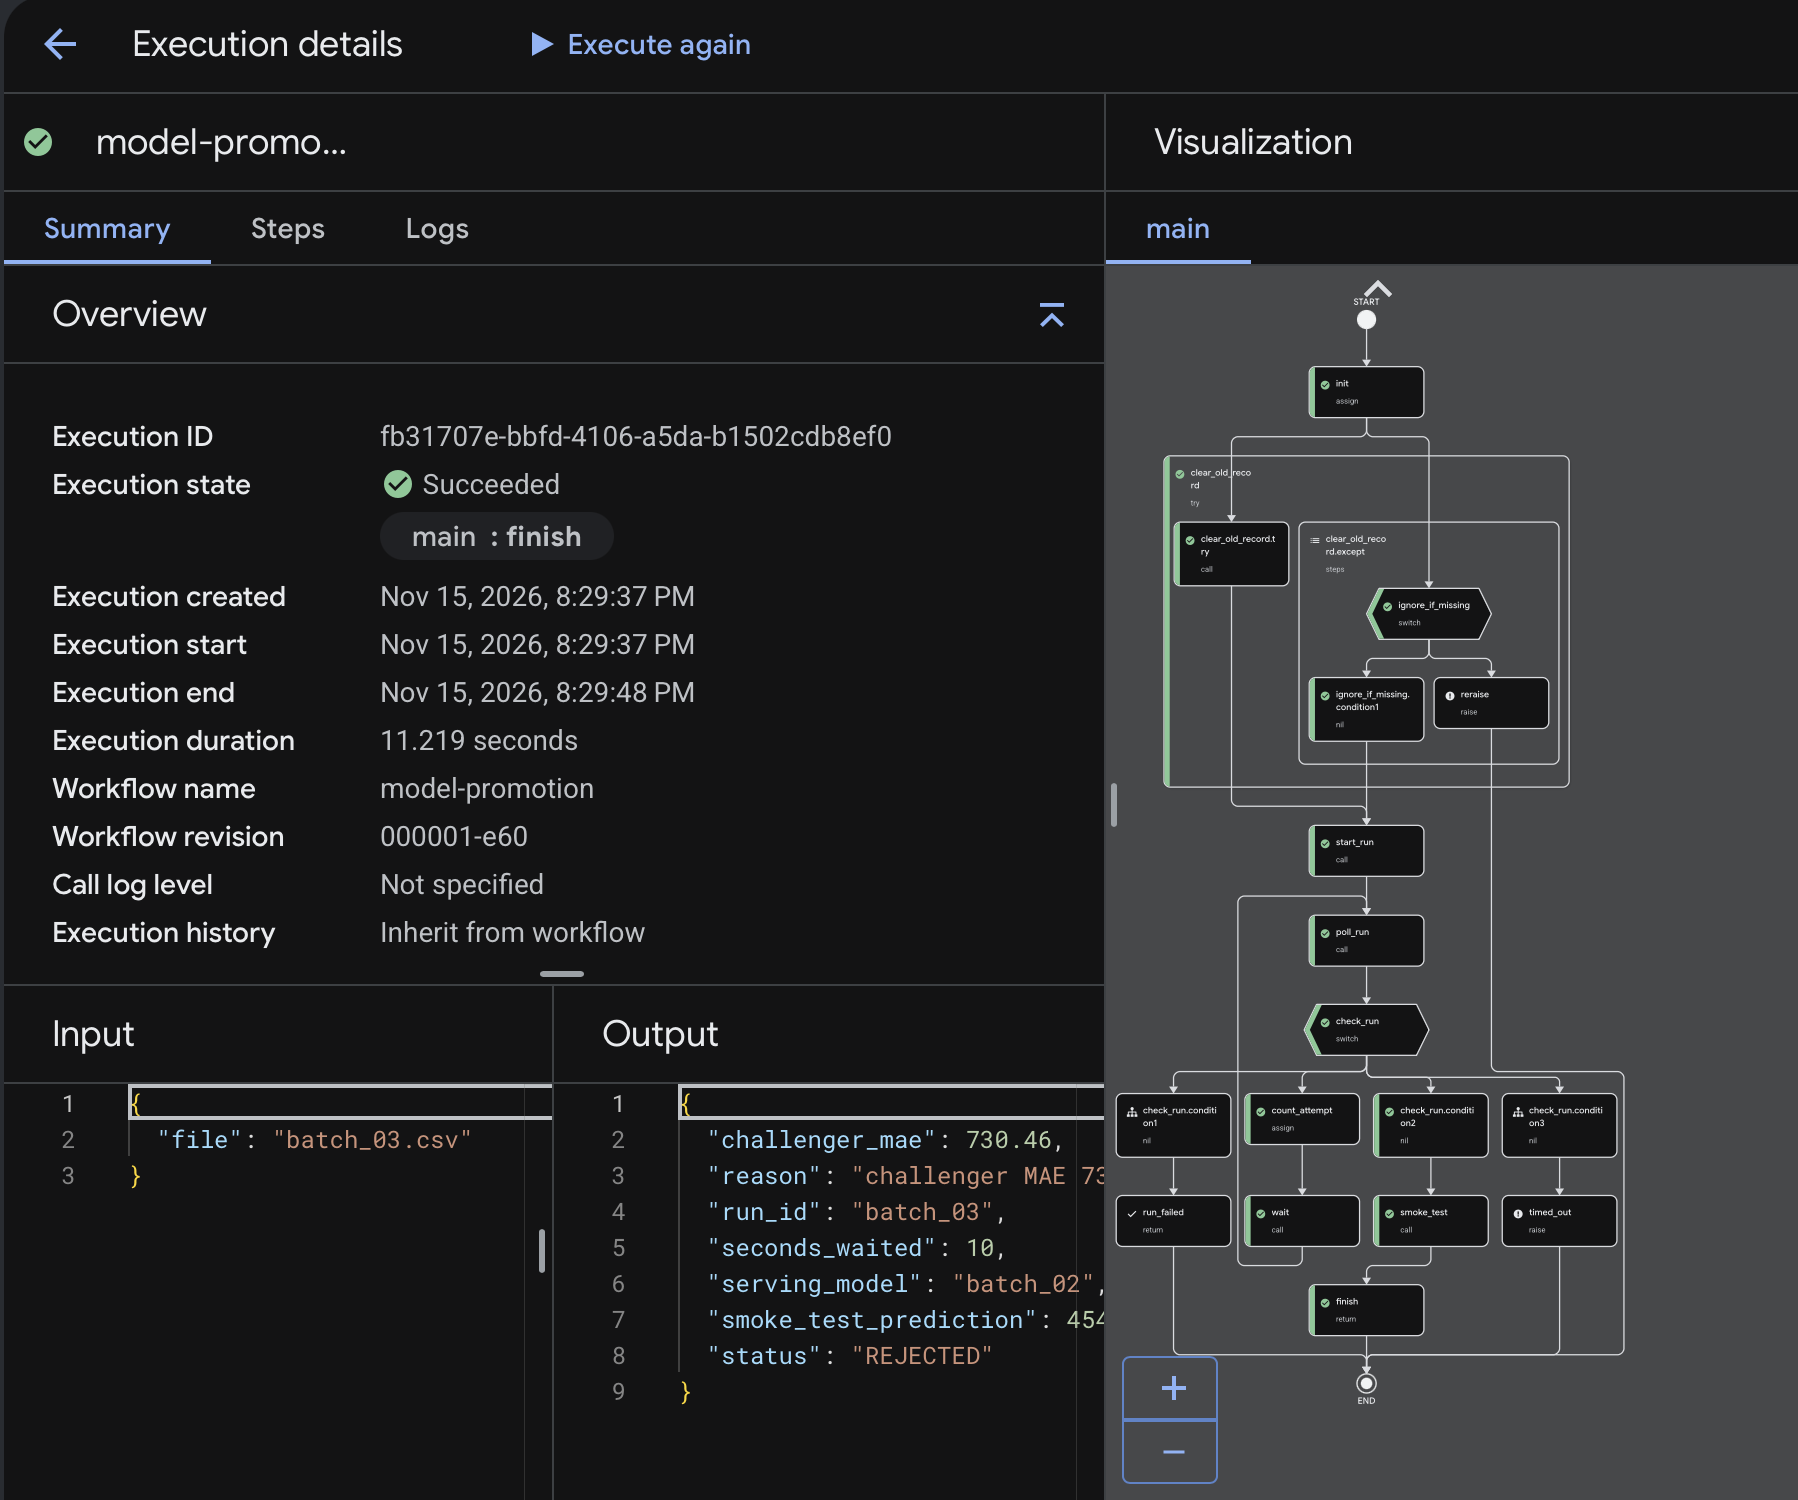 Execution details
Execute again
model-promo...
Visualization
Summary
Steps
Logs
main
Overview
Execution ID
fb31707e-bbfd-4106-a5da-b1502cdb8ef0
Execution state
Succeeded
main : finish
Execution created
Nov 15, 2026, 8:29:37 PM
Execution start
Nov 15, 2026, 8:29:37 PM
Execution end
Nov 15, 2026, 8:29:48 PM
Execution duration
11.219 seconds
Workflow name
model-promotion
Workflow revision
000001-e60
Call log level
Not specified
Execution history
Inherit from workflow
Input
1 {
2 "file": "batch_03.csv"
3 }
Output
1 {
2 "challenger_mae": 730.46,
3 "reason": "challenger MAE 73
4 "run_id": "batch_03",
5 "seconds_waited": 10,
6 "serving_model": "batch_02",
7 "smoke_test_prediction": 454
8 "status": "REJECTED"
9 }
START
init
assign
clear_old_reco
rd
try
clear_old_record.t
ry
call
clear_old_reco
rd.except
steps
ignore_if_missing
switch
ignore_if_missing.
condition1
nil
reraise
raise
start_run
call
poll_run
call
check_run
switch
check_run.conditi
on1
nil
count_attempt
assign
check_run.conditi
on2
nil
check_run.conditi
on3
nil
run_failed
return
wait
call
smoke_test
call
timed_out
raise
finish
return
END
+
−